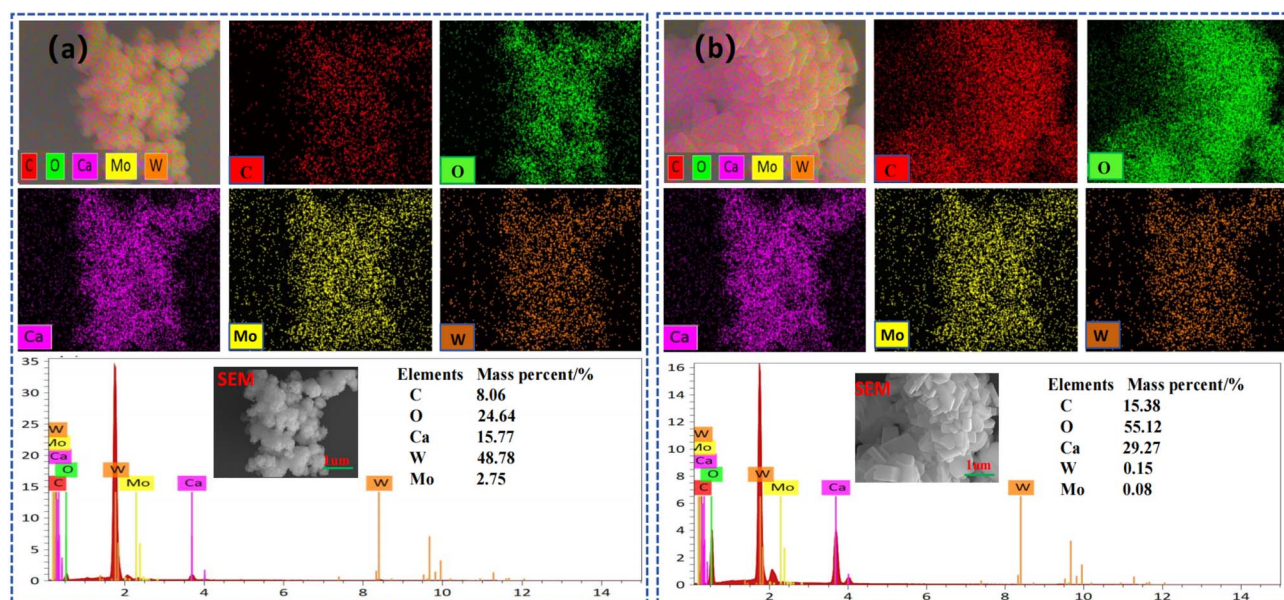 (a)
C O Ca Mo W
C
O
Ca
Mo
W
35
30
25
20
15
10
5
0
W
Mo
Ca
O
C
W
Mo
Ca
W
SEM
1um
Elements Mass percent/%
C 8.06
O 24.64
Ca 15.77
W 48.78
Mo 2.75
2 4 6 8 10 12 14
(b)
C O Ca Mo W
C
O
Ca
Mo
W
16
14
12
10
8
6
4
2
0
W
Mo
Ca
O
C
W
Mo
Ca
W
SEM
1um
Elements Mass percent/%
C 15.38
O 55.12
Ca 29.27
W 0.15
Mo 0.08
2 4 6 8 10 12 14